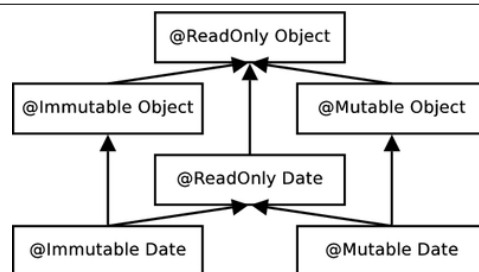 @ReadOnly Object
@Immutable Object
@Mutable Object
@ReadOnly Date
@Immutable Date
@Mutable Date